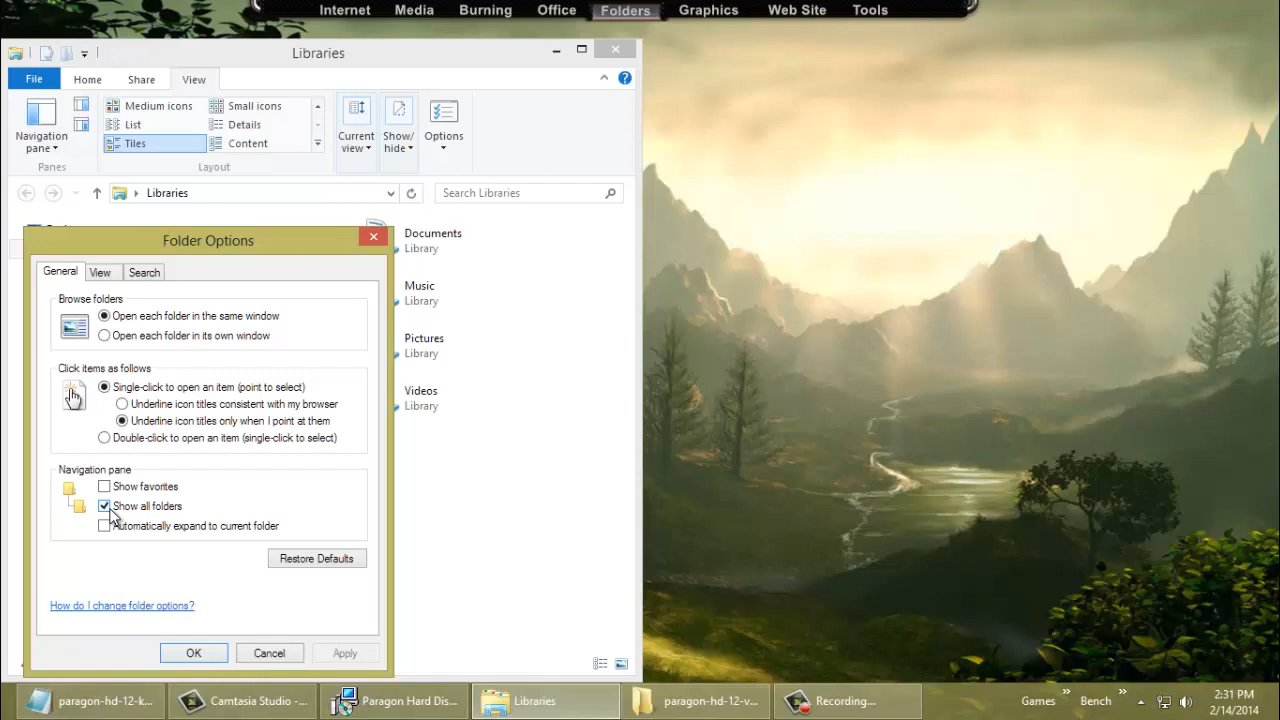 Internet Media Burning Office Folders Graphics Web Site Tools
Libraries
File Home Share View
Navigation pane
Medium icons Small icons
List Details
Tiles Content
Current view
Show/ hide
Options
Panes Layout
Libraries
Search Libraries
Documents
Library
Music
Library
Pictures
Library
Videos
Library
Folder Options
General View Search
Browse folders
Open each folder in the same window
Open each folder in its own window
Click items as follows
Single-click to open an item (point to select)
Underline icon titles consistent with my browser
Underline icon titles only when I point at them
Double-click to open an item (single-click to select)
Navigation pane
Show favorites
Show all folders
Automatically expand to current folder
Restore Defaults
How do I change folder options?
OK Cancel Apply
paragon-hd-12-k... Camtasia Studio -... Paragon Hard Dis... Libraries paragon-hd-12-v... Recording... Games Bench
2:31 PM
2/14/2014